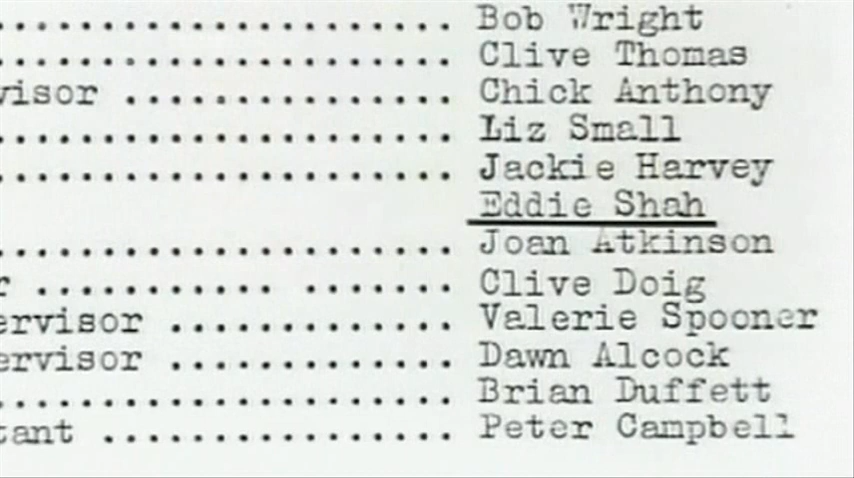 .......................... Bob Wright
.......................... Clive Thomas
visor .................... Chick Anthony
.......................... Liz Small
.......................... Jackie Harvey
Eddie Shah
.......................... Joan Atkinson
r .......... ....... Clive Doig
ervisor ................ Valerie Spooner
ervisor ................ Dawn Alcock
.......................... Brian Duffett
tant .................... Peter Campbell